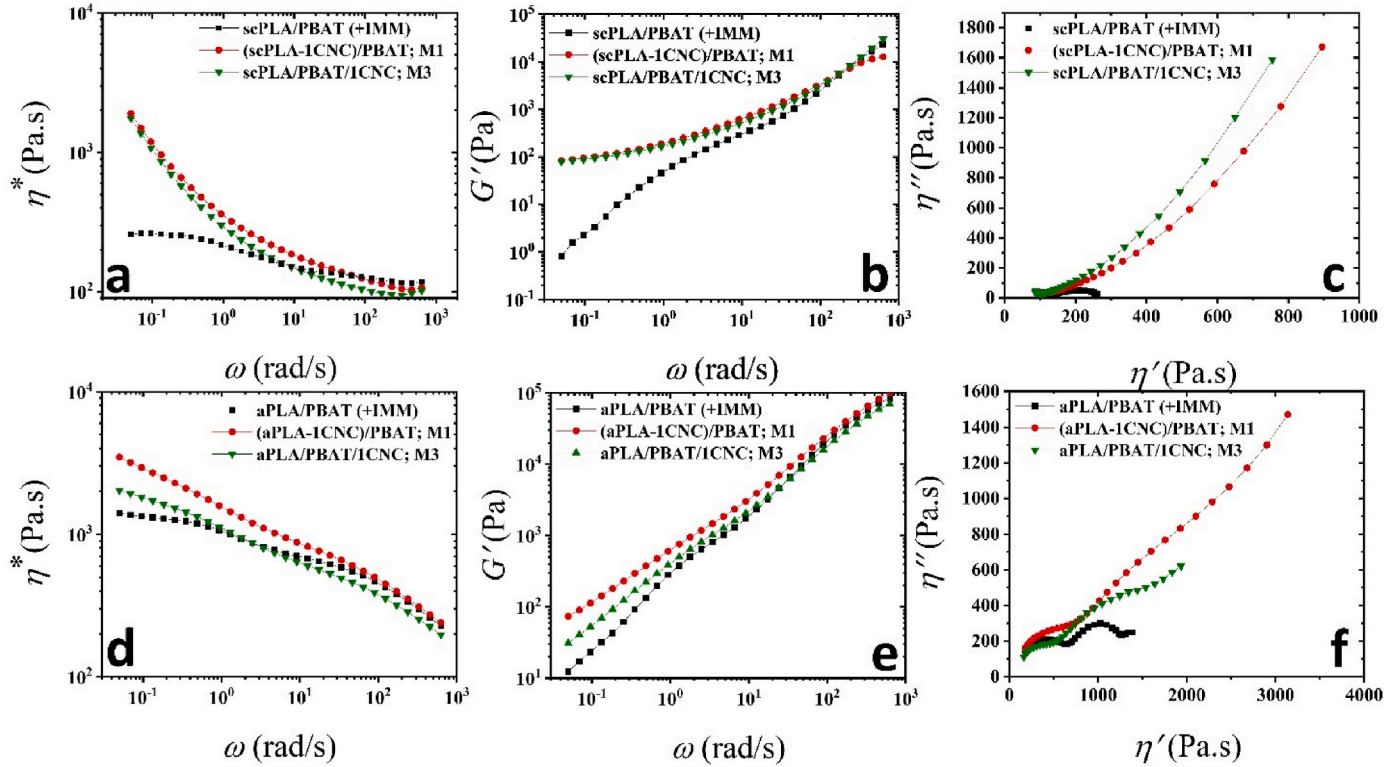 10⁴
scPLA/PBAT (+IMM)
(scPLA-1CNC)/PBAT; M1
scPLA/PBAT/1CNC; M3
η* (Pa.s)
10³
10²
10⁻¹ 10⁰ 10¹ 10² 10³
ω (rad/s)
a
10⁵
scPLA/PBAT (+IMM)
(scPLA-1CNC)/PBAT; M1
scPLA/PBAT/1CNC; M3
10⁴
10³
G′ (Pa)
10²
10¹
10⁰
10⁻¹
10⁻¹ 10⁰ 10¹ 10² 10³
ω (rad/s)
b
1800
scPLA/PBAT (+IMM)
1600
(scPLA-1CNC)/PBAT; M1
1400
scPLA/PBAT/1CNC; M3
1200
1000
η″ (Pa.s)
800
600
400
200
0
0 200 400 600 800 1000
η′ (Pa.s)
c
10⁴
aPLA/PBAT (+IMM)
(aPLA-1CNC)/PBAT; M1
aPLA/PBAT/1CNC; M3
η* (Pa.s)
10³
10²
10⁻¹ 10⁰ 10¹ 10² 10³
ω (rad/s)
d
10⁵
aPLA/PBAT (+IMM)
(aPLA-1CNC)/PBAT; M1
aPLA/PBAT/1CNC; M3
10⁴
G′ (Pa)
10³
10²
10¹
10⁻¹ 10⁰ 10¹ 10² 10³
ω (rad/s)
e
1600
aPLA/PBAT (+IMM)
1400
(aPLA-1CNC)/PBAT; M1
1200
aPLA/PBAT/1CNC; M3
1000
η″ (Pa.s)
800
600
400
200
0
0 1000 2000 3000 4000
η′ (Pa.s)
f